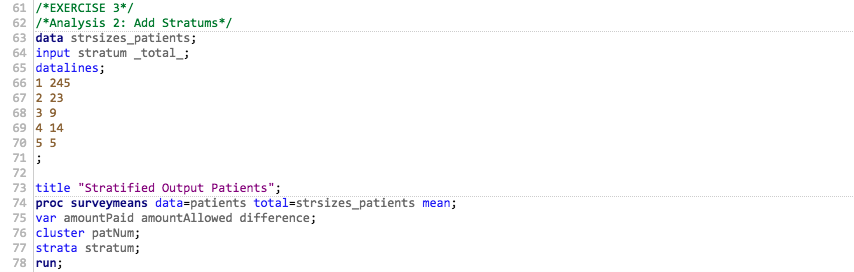 61 /*EXERCISE 3*/
62 /*Analysis 2: Add Stratums*/
63 data strsizes_patients;
64 input stratum _total_;
65 datalines;
66 1 245
67 2 23
68 3 9
69 4 14
70 5 5
71 ;
72
73 title "Stratified Output Patients";
74 proc surveymeans data=patients total=strsizes_patients mean;
75 var amountPaid amountAllowed difference;
76 cluster patNum;
77 strata stratum;
78 run;